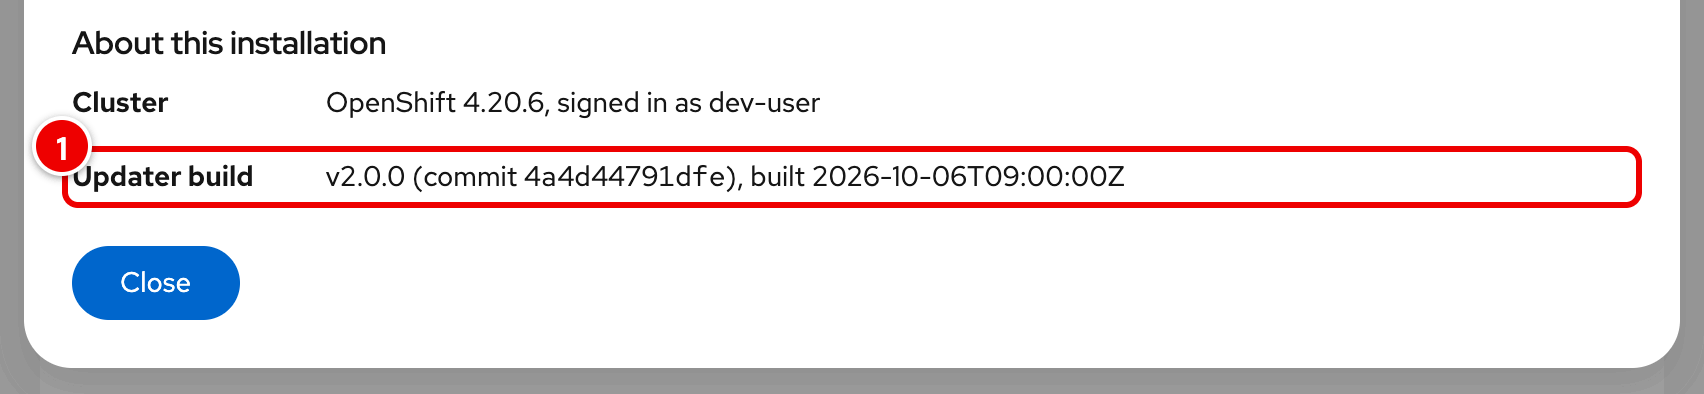 About this installation
Cluster OpenShift 4.20.6, signed in as dev-user
1
Updater build v2.0.0 (commit 4a4d44791dfe), built 2026-10-06T09:00:00Z
Close